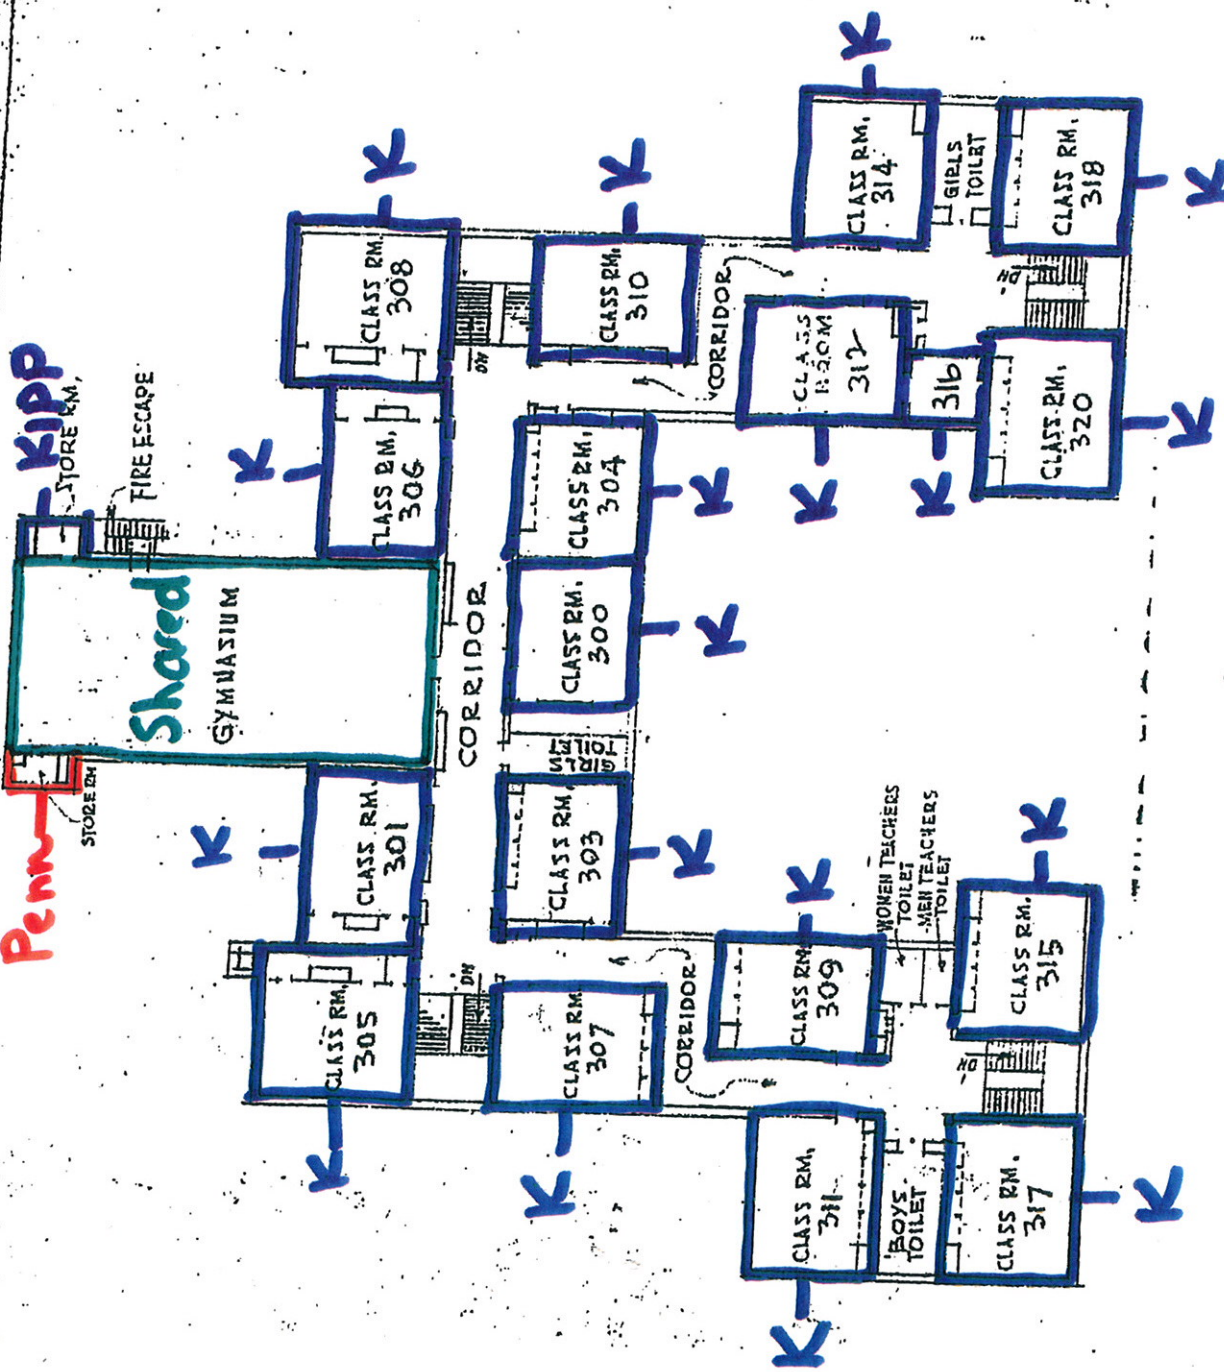 K
K
K
CLASS RM.
314
GIRLS
TOILET
CLASS RM.
318
K
CLASS RM.
308
CLASS RM.
310
CORRIDOR
DN
DN
CLASS
ROOM
312
316
CLASS RM.
320
K
K
K
KIPP
STORE RM.
FIRE ESCAPE
K
CLASS RM.
306
CLASS RM.
304
K
K
Shared
GYMNASIUM
CORRIDOR
CLASS RM.
300
K
GIRLS
TOILET
Penn
STORE RM
K
CLASS RM.
301
CLASS RM.
303
K
CLASS RM.
305
DN
CLASS RM.
307
CORRIDOR
K
CLASS RM.
309
WOMEN TEACHERS
TOILET
MEN TEACHERS
TOILET
K
CLASS RM.
315
DN
K
K
CLASS RM.
311
BOYS
TOILET
CLASS RM.
317
K
K